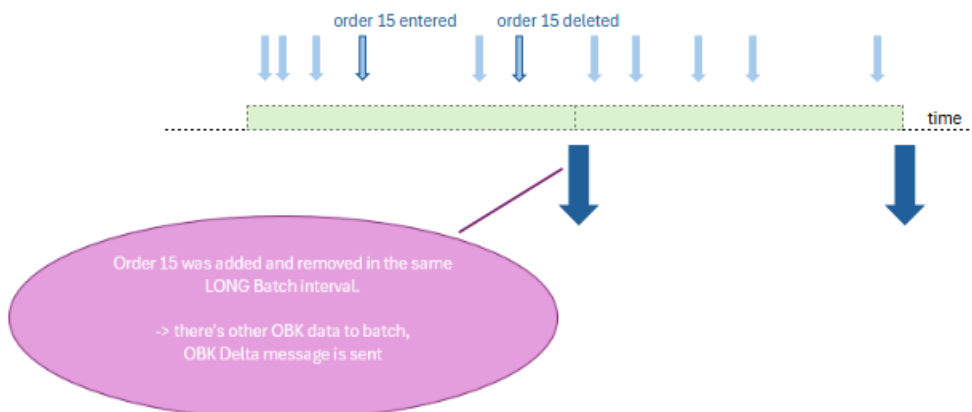 order 15 entered
order 15 deleted
time
Order 15 was added and removed in the same
LONG Batch interval.
-> there's other OBK data to batch,
OBK Delta message is sent